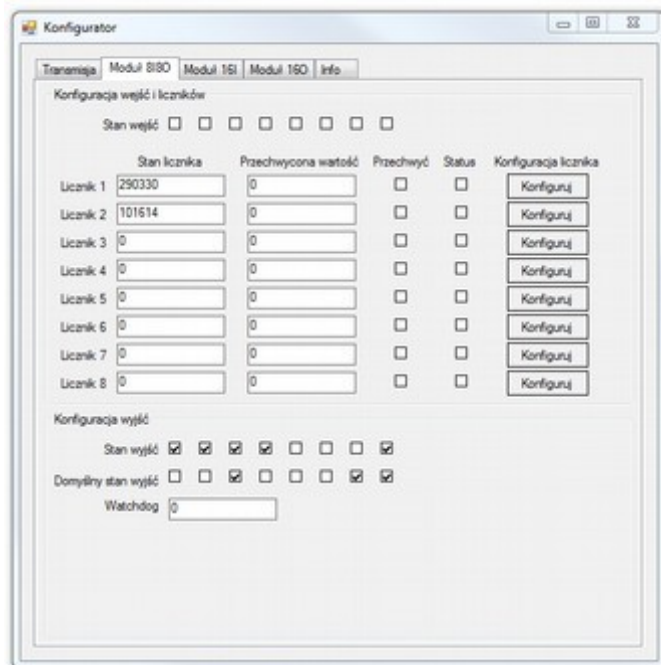 Konfigurator
Transmisja Moduł 8I8O Moduł 16I Moduł 16O Info
Konfiguracja wejść i liczników
Stan wejść
Stan licznika Przechwycona wartość Przechwyć Status Konfiguracja licznika
Licznik 1 290330 0 Konfiguruj
Licznik 2 101614 0 Konfiguruj
Licznik 3 0 0 Konfiguruj
Licznik 4 0 0 Konfiguruj
Licznik 5 0 0 Konfiguruj
Licznik 6 0 0 Konfiguruj
Licznik 7 0 0 Konfiguruj
Licznik 8 0 0 Konfiguruj
Konfiguracja wyjść
Stan wyjść
Domyślny stan wyjść
Watchdog 0